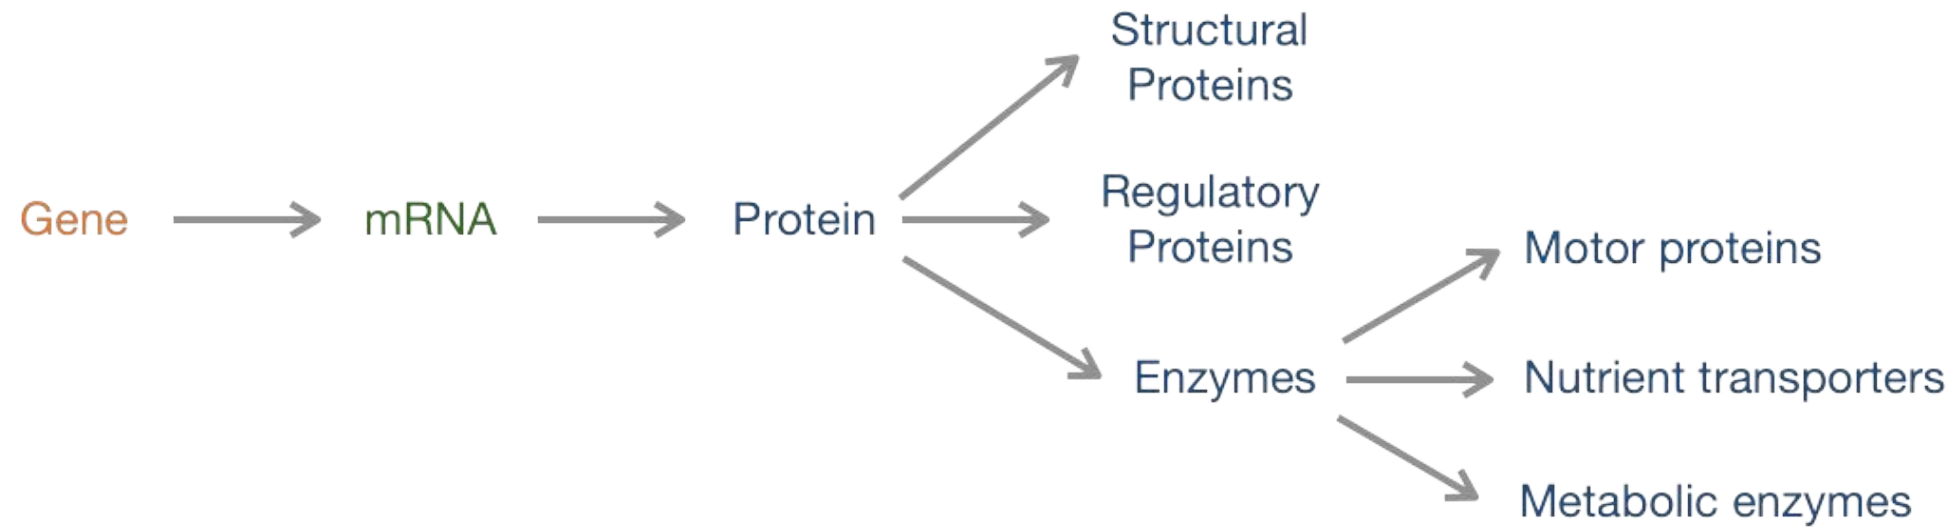 Structural
Proteins
Gene
mRNA
Protein
Regulatory
Proteins
Enzymes
Motor proteins
Nutrient transporters
Metabolic enzymes